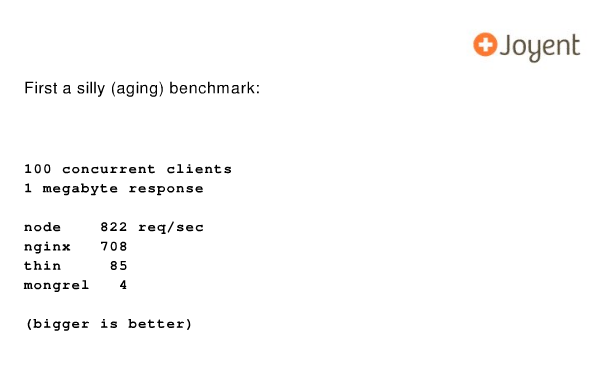 Joyent
First a silly (aging) benchmark:
100 concurrent clients
1 megabyte response
node 822 req/sec
nginx 708
thin 85
mongrel 4
(bigger is better)